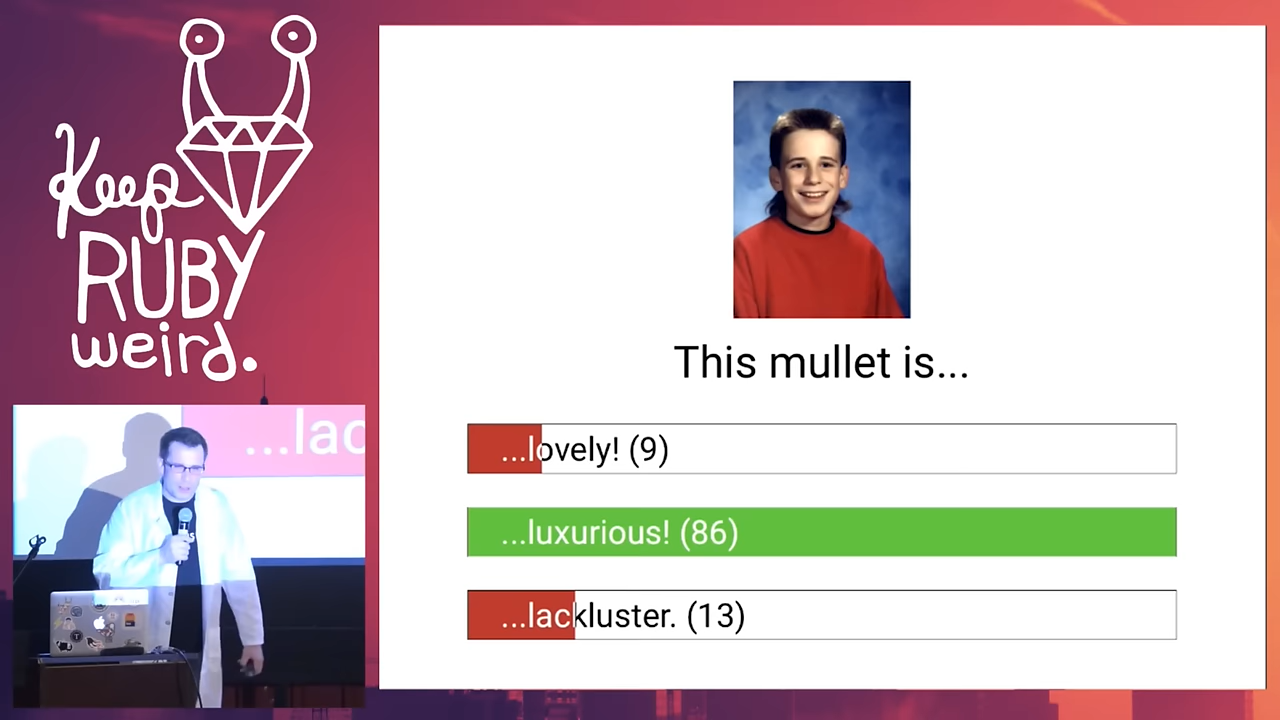 Keep
RUBY
weird.
This mullet is...
...lovely! (9)
...luxurious! (86)
...lackluster. (13)
...lac